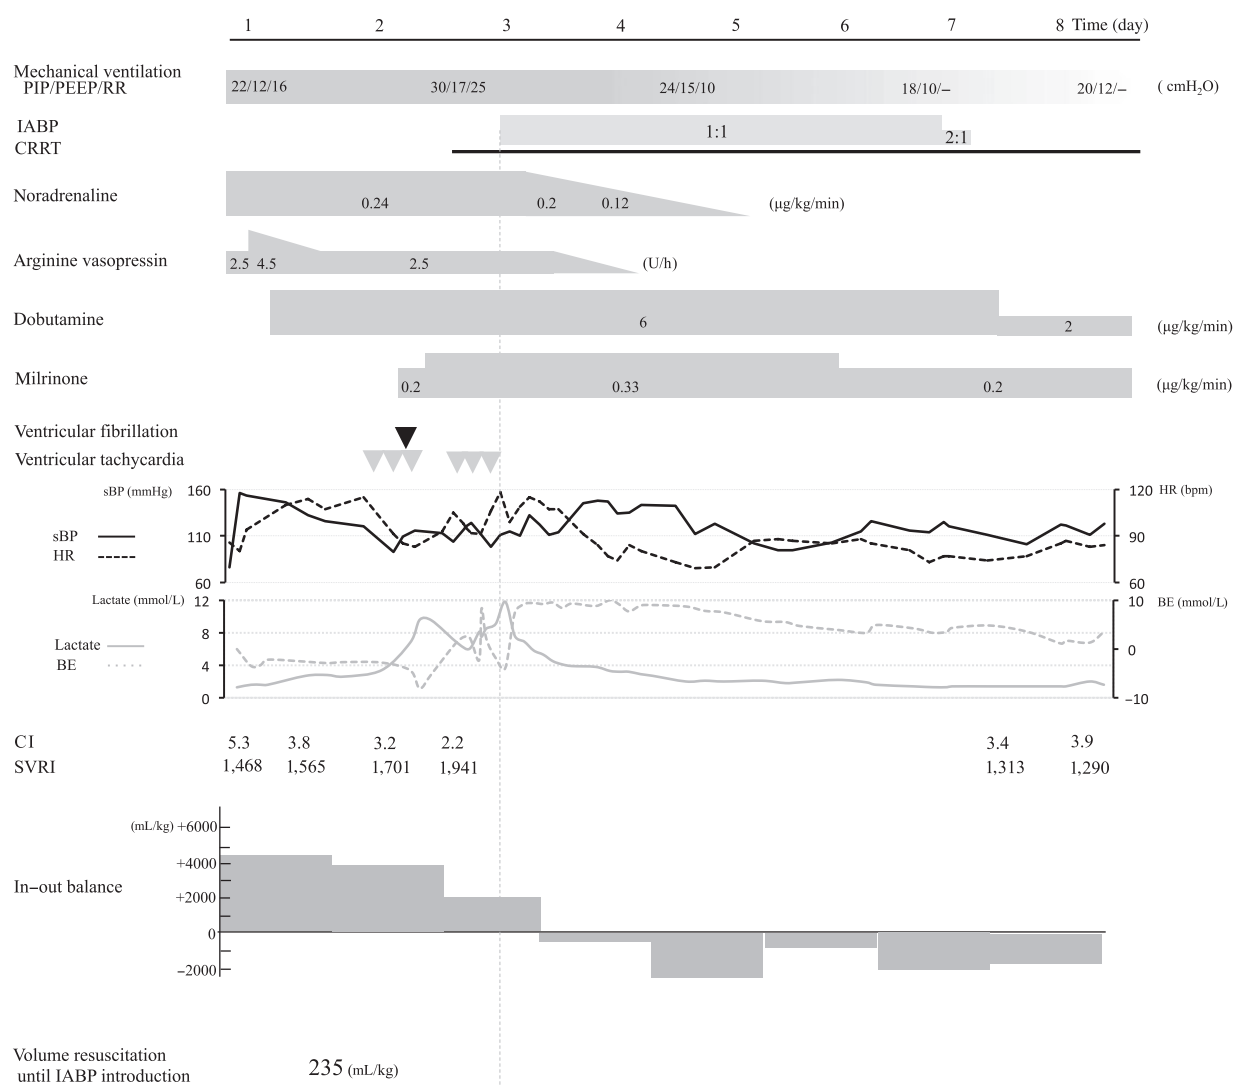 1 2 3 4 5 6 7 8 Time (day)
Mechanical ventilation
PIP/PEEP/RR 22/12/16 30/17/25 24/15/10 18/10/– 20/12/– ( cmH₂O)
IABP 1:1 2:1
CRRT
Noradrenaline 0.24 0.2 0.12 (μg/kg/min)
Arginine vasopressin 2.5 4.5 2.5 (U/h)
Dobutamine 6 2 (μg/kg/min)
Milrinone 0.2 0.33 0.2 (μg/kg/min)
Ventricular fibrillation
Ventricular tachycardia
sBP (mmHg) 160 120 HR (bpm)
sBP 110 90
HR
60 60
Lactate (mmol/L) 12 10 BE (mmol/L)
8
Lactate 0
BE 4
0 −10
CI 5.3 3.8 3.2 2.2 3.4 3.9
SVRI 1,468 1,565 1,701 1,941 1,313 1,290
(mL/kg) +6000
+4000
In−out balance +2000
0
−2000
Volume resuscitation
until IABP introduction 235 (mL/kg)